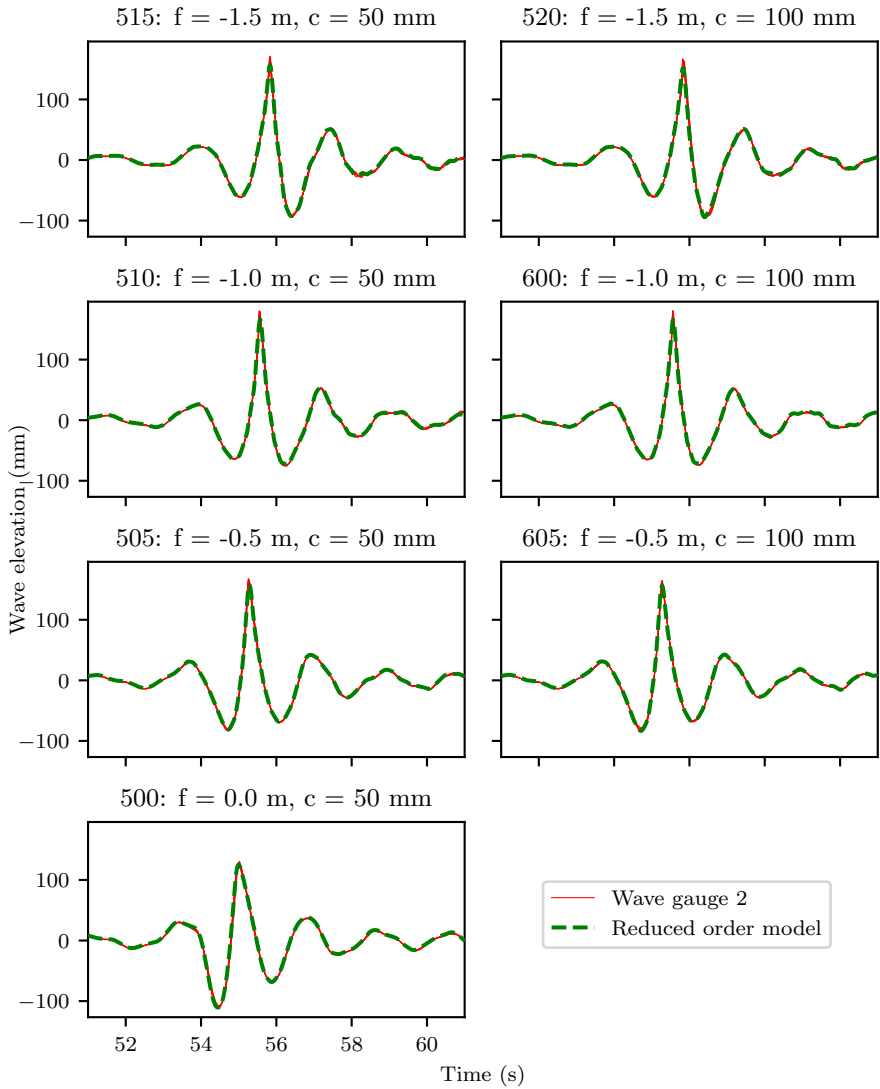 515: f = -1.5 m, c = 50 mm
520: f = -1.5 m, c = 100 mm
100
0
−100
510: f = -1.0 m, c = 50 mm
600: f = -1.0 m, c = 100 mm
100
0
−100
505: f = -0.5 m, c = 50 mm
605: f = -0.5 m, c = 100 mm
100
0
−100
Wave elevation (mm)
500: f = 0.0 m, c = 50 mm
100
0
−100
52 54 56 58 60
Time (s)
Wave gauge 2
Reduced order model